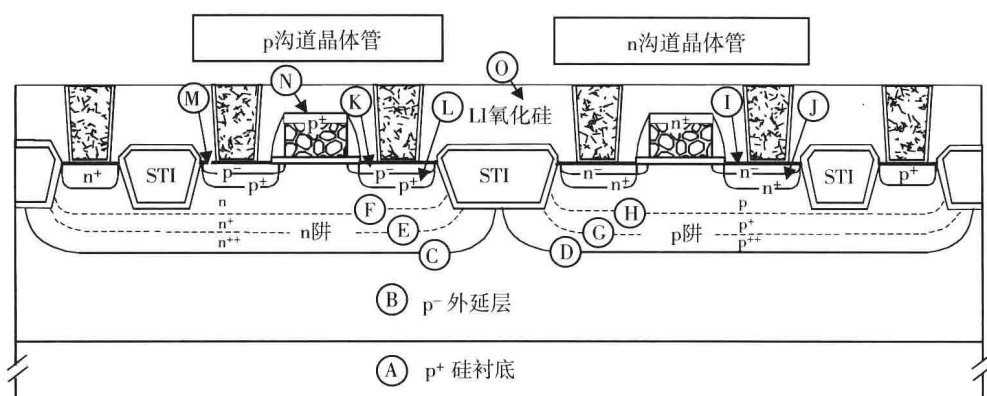 p沟道晶体管
n沟道晶体管
O
N
M
K
L
LI氧化硅
I
J
p+
n+
n+
STI
p−
p+
p−
p+
STI
n−
n+
n−
n+
STI
p+
n
F
H
p
n+
n阱
E
G
p阱
p+
n++
C
D
p++
B
p− 外延层
A
p+ 硅衬底